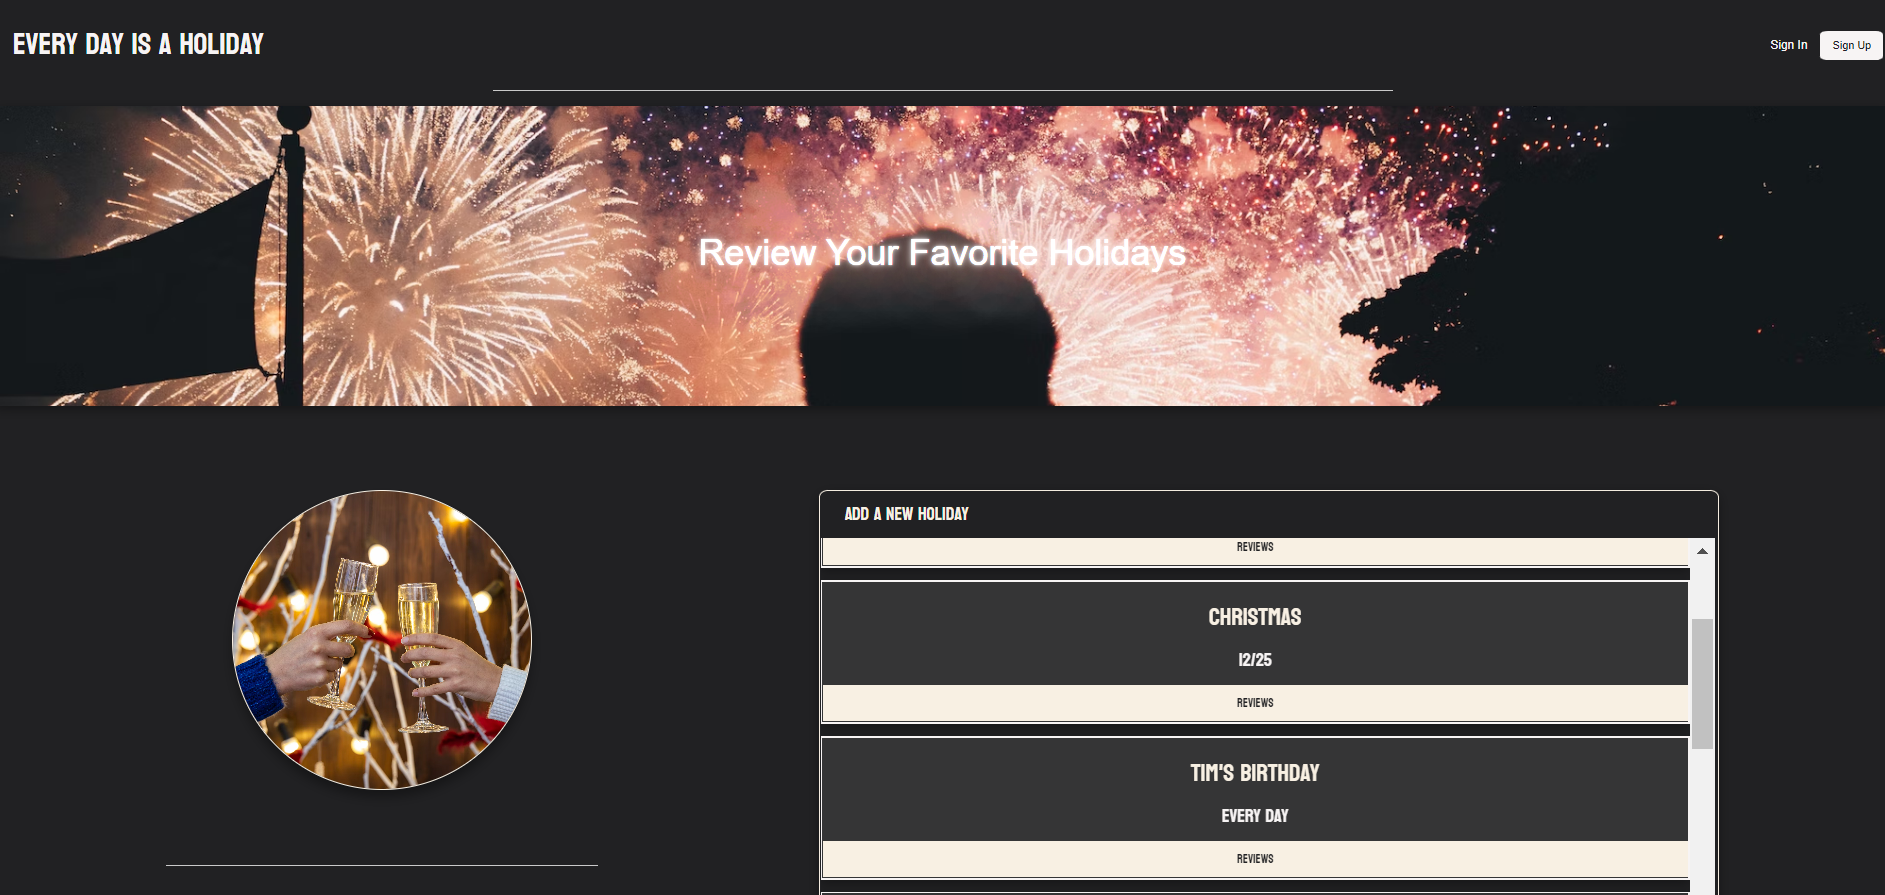 EVERY DAY IS A HOLIDAY
Sign In
Sign Up
Review Your Favorite Holidays
ADD A NEW HOLIDAY
REVIEWS
CHRISTMAS
12/25
REVIEWS
TIM'S BIRTHDAY
EVERY DAY
REVIEWS